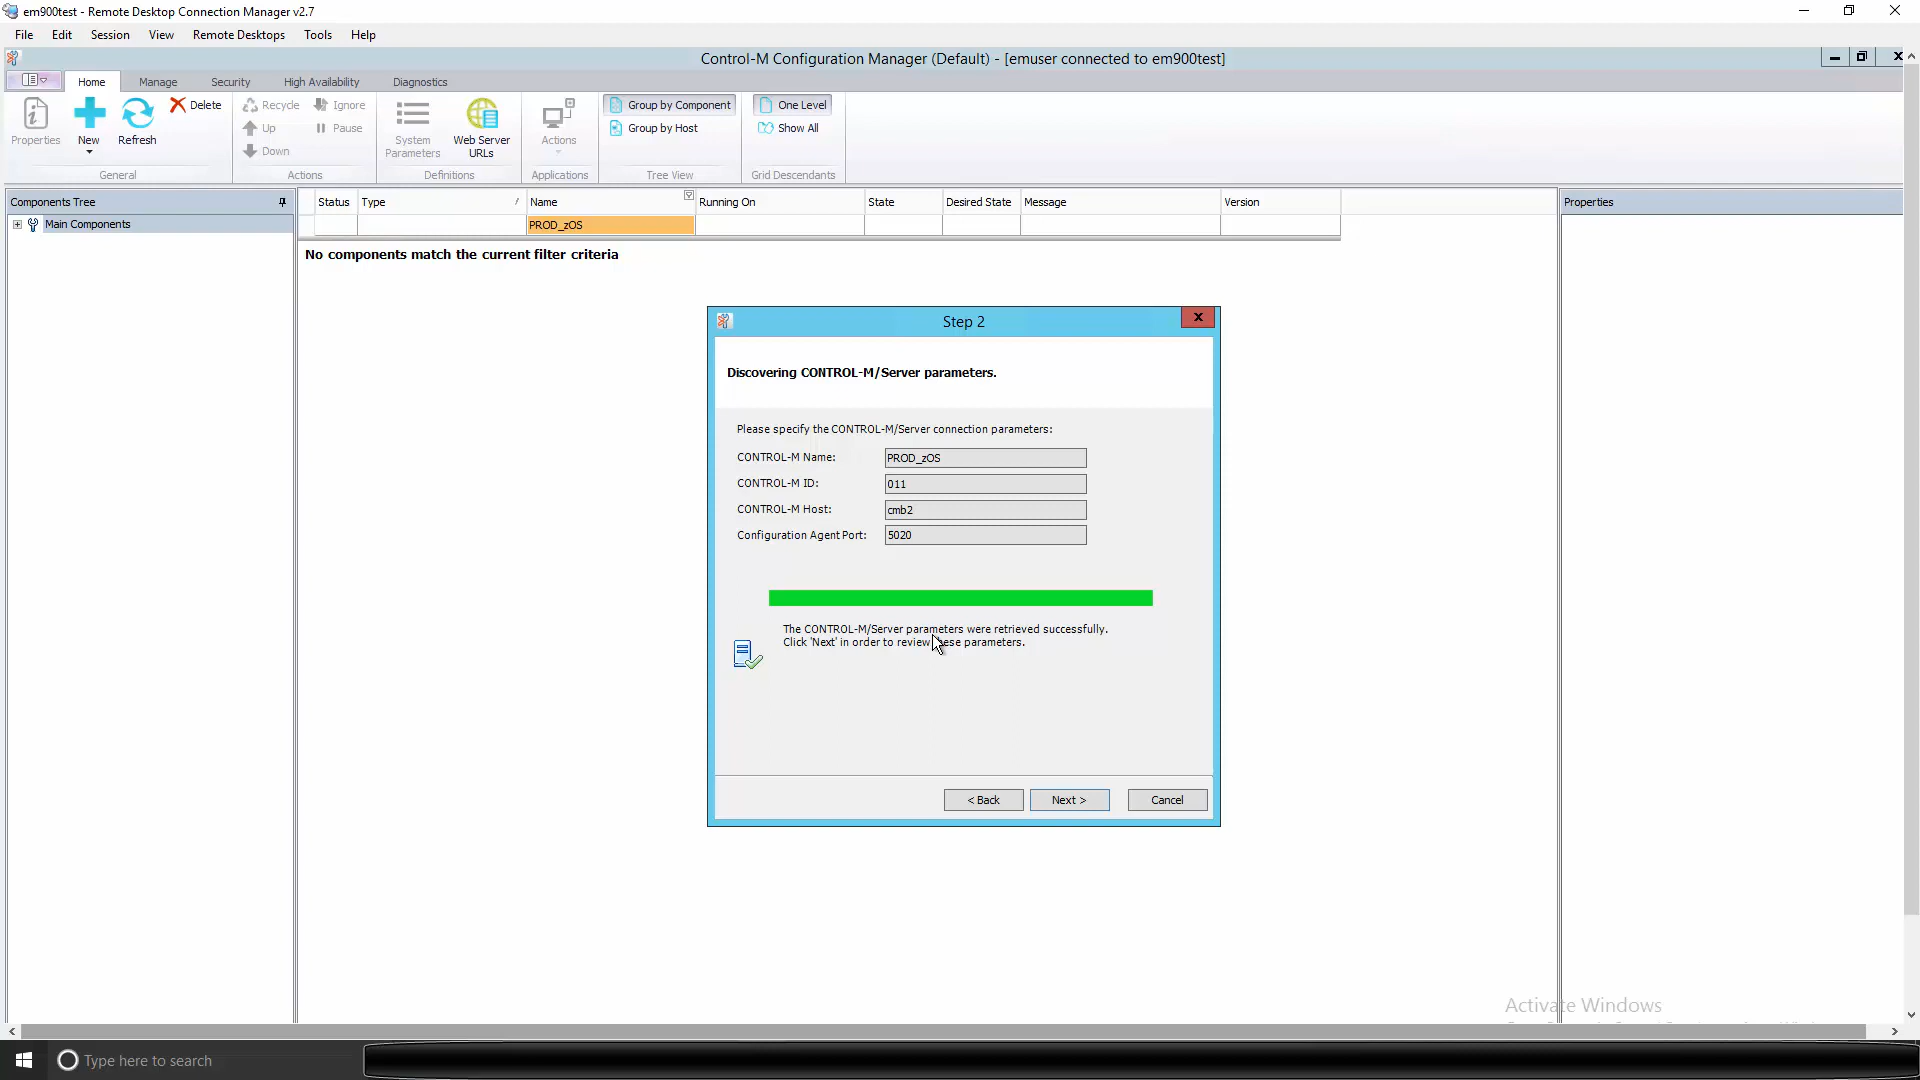 em900test - Remote Desktop Connection Manager v2.7
File Edit Session View Remote Desktops Tools Help
Control-M Configuration Manager (Default) - [emuser connected to em900test]
Home Manage Security High Availability Diagnostics
Properties
New
Refresh
Delete
General
Recycle
Up
Down
Ignore
Pause
Actions
System
Parameters
Web Server
URLs
Definitions
Actions
Applications
Group by Component
Group by Host
Tree View
One Level
Show All
Grid Descendants
Components Tree
Main Components
Status Type Name Running On State Desired State Message Version
PROD_zOS
No components match the current filter criteria
Properties
Step 2
Discovering CONTROL-M/Server parameters.
Please specify the CONTROL-M/Server connection parameters:
CONTROL-M Name: PROD_zOS
CONTROL-M ID: 011
CONTROL-M Host: cmb2
Configuration Agent Port: 5020
The CONTROL-M/Server parameters were retrieved successfully.
Click 'Next' in order to review these parameters.
< Back Next > Cancel
Activate Windows
Type here to search